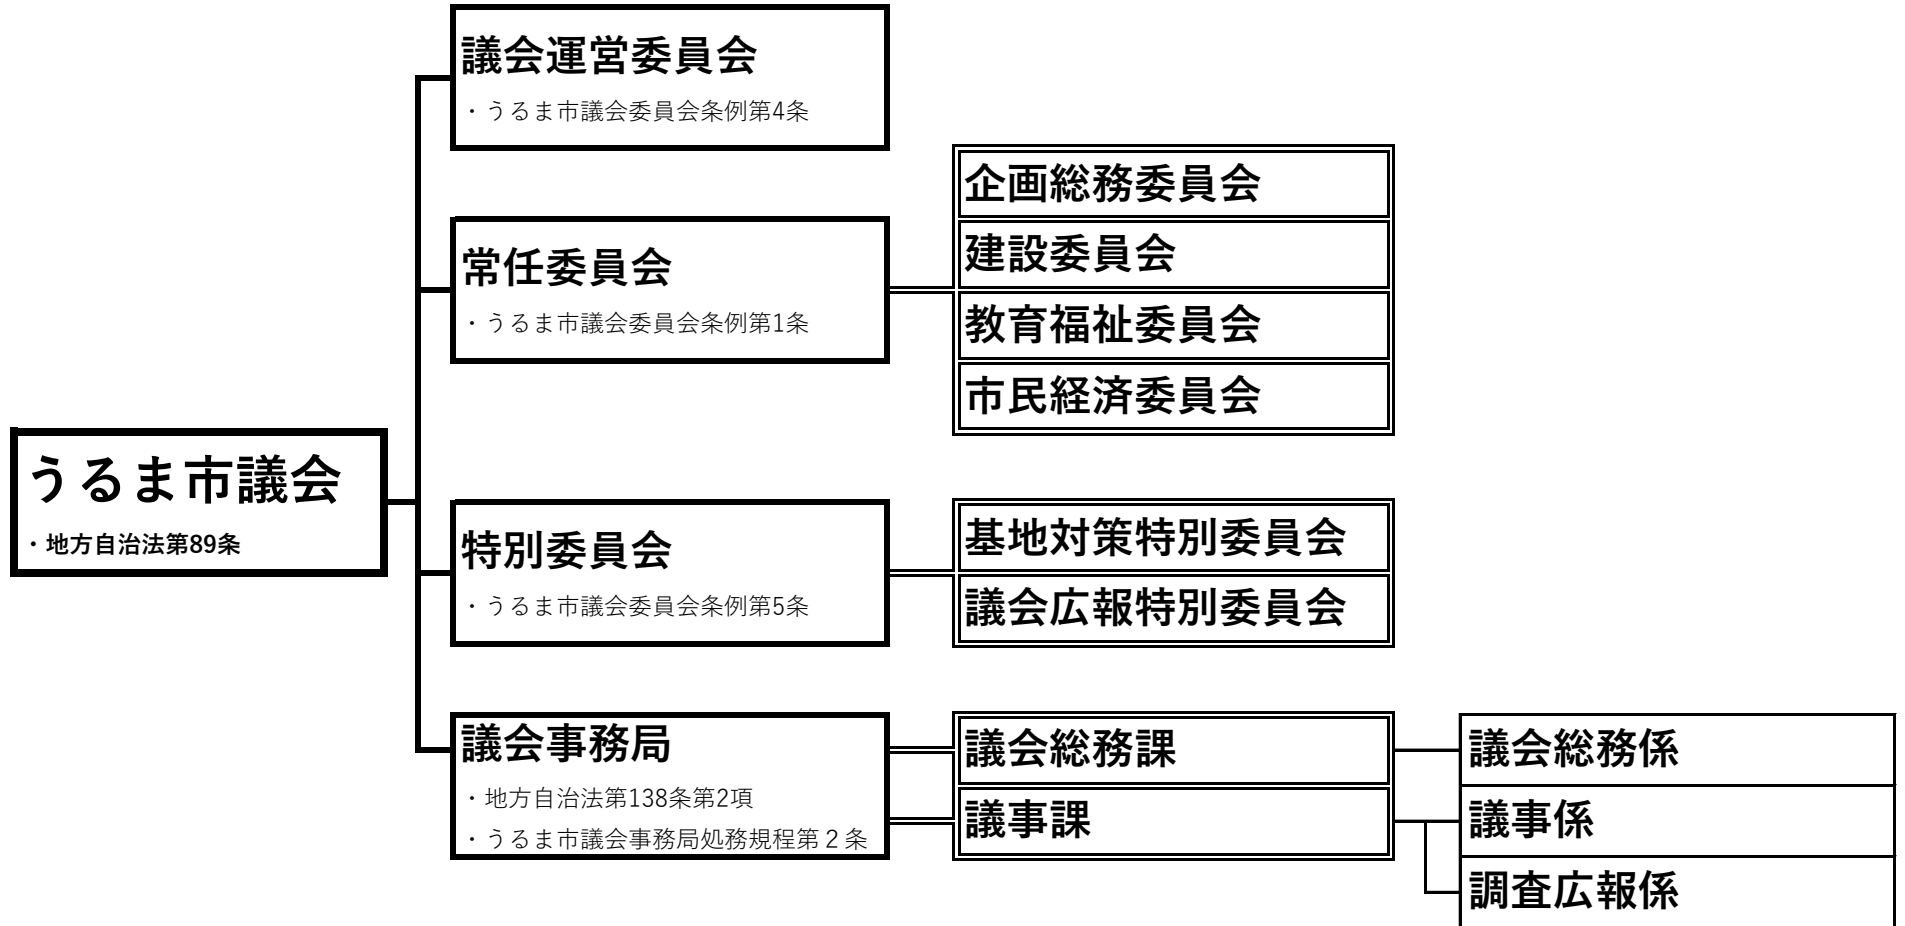 うるま市議会
・地方自治法第89条
議会運営委員会
・うるま市議会委員会条例第4条
常任委員会
・うるま市議会委員会条例第1条
企画総務委員会
建設委員会
教育福祉委員会
市民経済委員会
特別委員会
・うるま市議会委員会条例第5条
基地対策特別委員会
議会広報特別委員会
議会事務局
・地方自治法第138条第2項
・うるま市議会事務局処務規程第２条
議会総務課
議事課
議会総務係
議事係
調査広報係